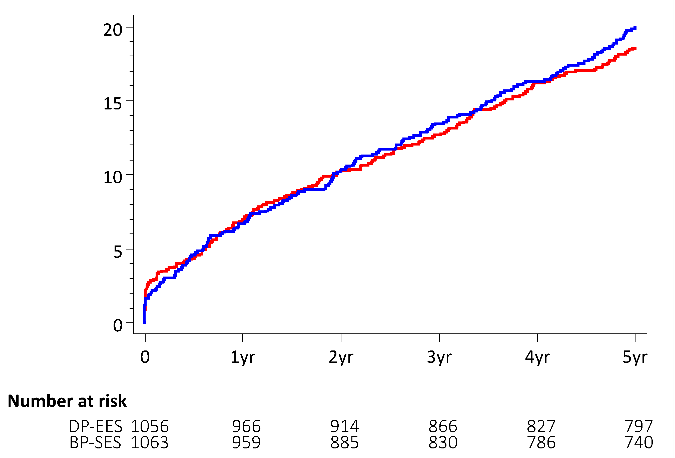 20
15
10
5
0
0 1yr 2yr 3yr 4yr 5yr
Number at risk
DP-EES 1056 966 914 866 827 797
BP-SES 1063 959 885 830 786 740